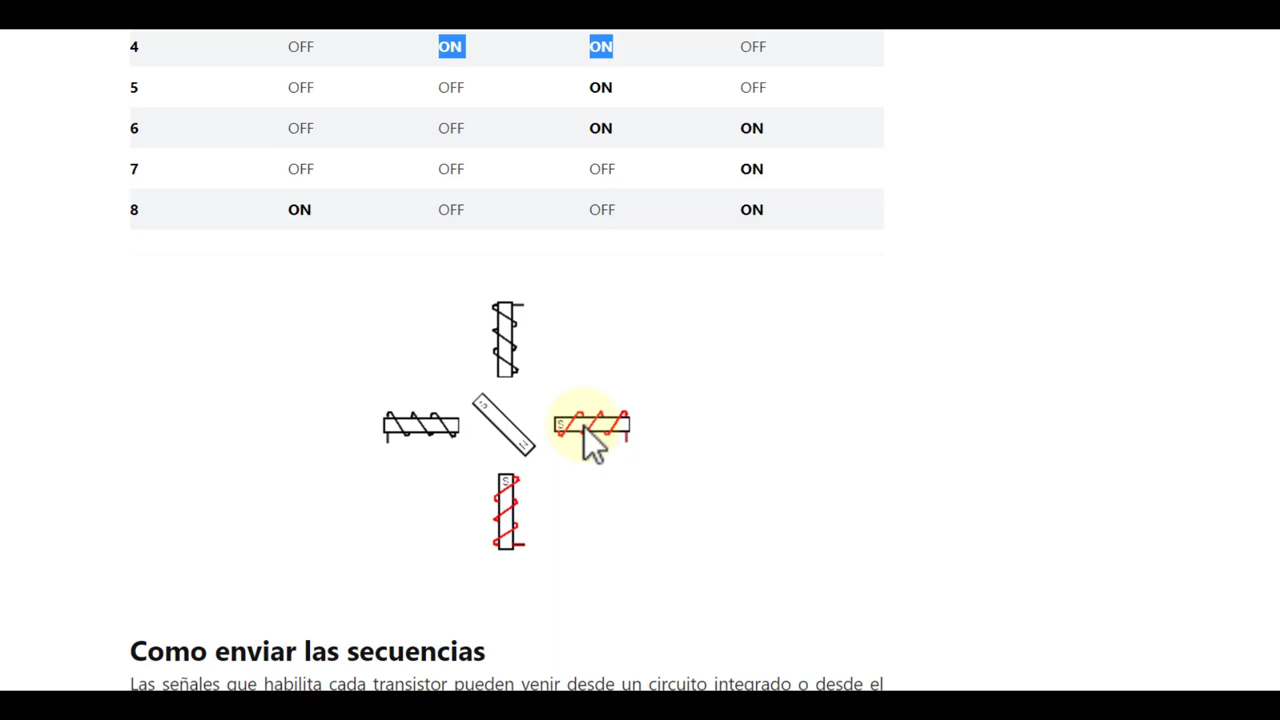 4 OFF ON ON OFF
5 OFF OFF ON OFF
6 OFF OFF ON ON
7 OFF OFF OFF ON
8 ON OFF OFF ON
S
S
N
S
Como enviar las secuencias
Las señales que habilita cada transistor pueden venir desde un circuito integrado o desde el